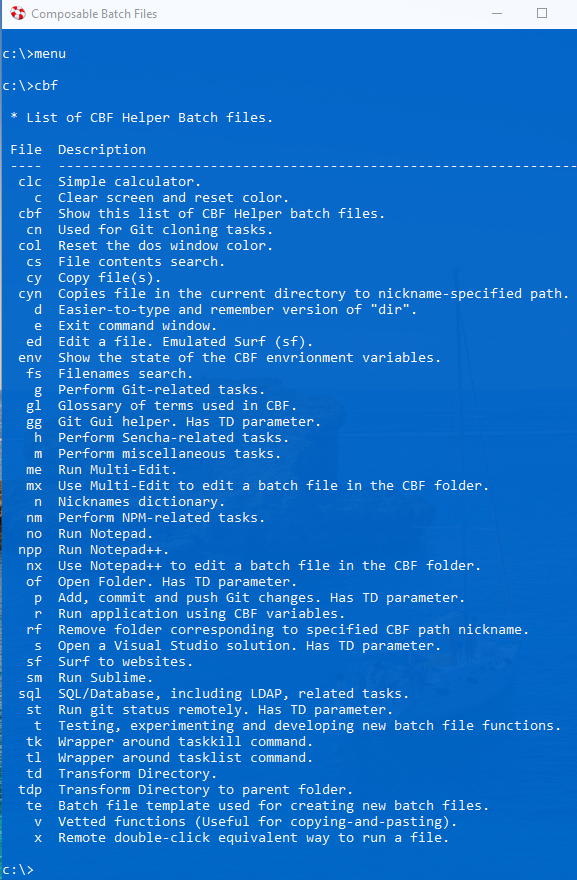 Composable Batch Files
c:\>menu
c:\>cbf
* List of CBF Helper Batch files.
File  Description
----  -----------------------------------------------------------------
clc  Simple calculator.
c  Clear screen and reset color.
cbf  Show this list of CBF Helper batch files.
cn  Used for Git cloning tasks.
col  Reset the dos window color.
cs  File contents search.
cy  Copy file(s).
cyn  Copies file in the current directory to nickname-specified path.
d  Easier-to-type and remember version of "dir".
e  Exit command window.
ed  Edit a file. Emulated Surf (sf).
env  Show the state of the CBF envrionment variables.
fs  Filenames search.
g  Perform Git-related tasks.
gl  Glossary of terms used in CBF.
gg  Git Gui helper. Has TD parameter.
h  Perform Sencha-related tasks.
m  Perform miscellaneous tasks.
me  Run Multi-Edit.
mx  Use Multi-Edit to edit a batch file in the CBF folder.
n  Nicknames dictionary.
nm  Perform NPM-related tasks.
no  Run Notepad.
npp  Run Notepad++.
nx  Use Notepad++ to edit a batch file in the CBF folder.
of  Open Folder. Has TD parameter.
p  Add, commit and push Git changes. Has TD parameter.
r  Run application using CBF variables.
rf  Remove folder corresponding to specified CBF path nickname.
s  Open a Visual Studio solution. Has TD parameter.
sf  Surf to websites.
sm  Run Sublime.
sql  SQL/Database, including LDAP, related tasks.
st  Run git status remotely. Has TD parameter.
t  Testing, experimenting and developing new batch file functions.
tk  Wrapper around taskkill command.
tl  Wrapper around tasklist command.
td  Transform Directory.
tdp  Transform Directory to parent folder.
te  Batch file template used for creating new batch files.
v  Vetted functions (Useful for copying-and-pasting).
x  Remote double-click equivalent way to run a file.
c:\>